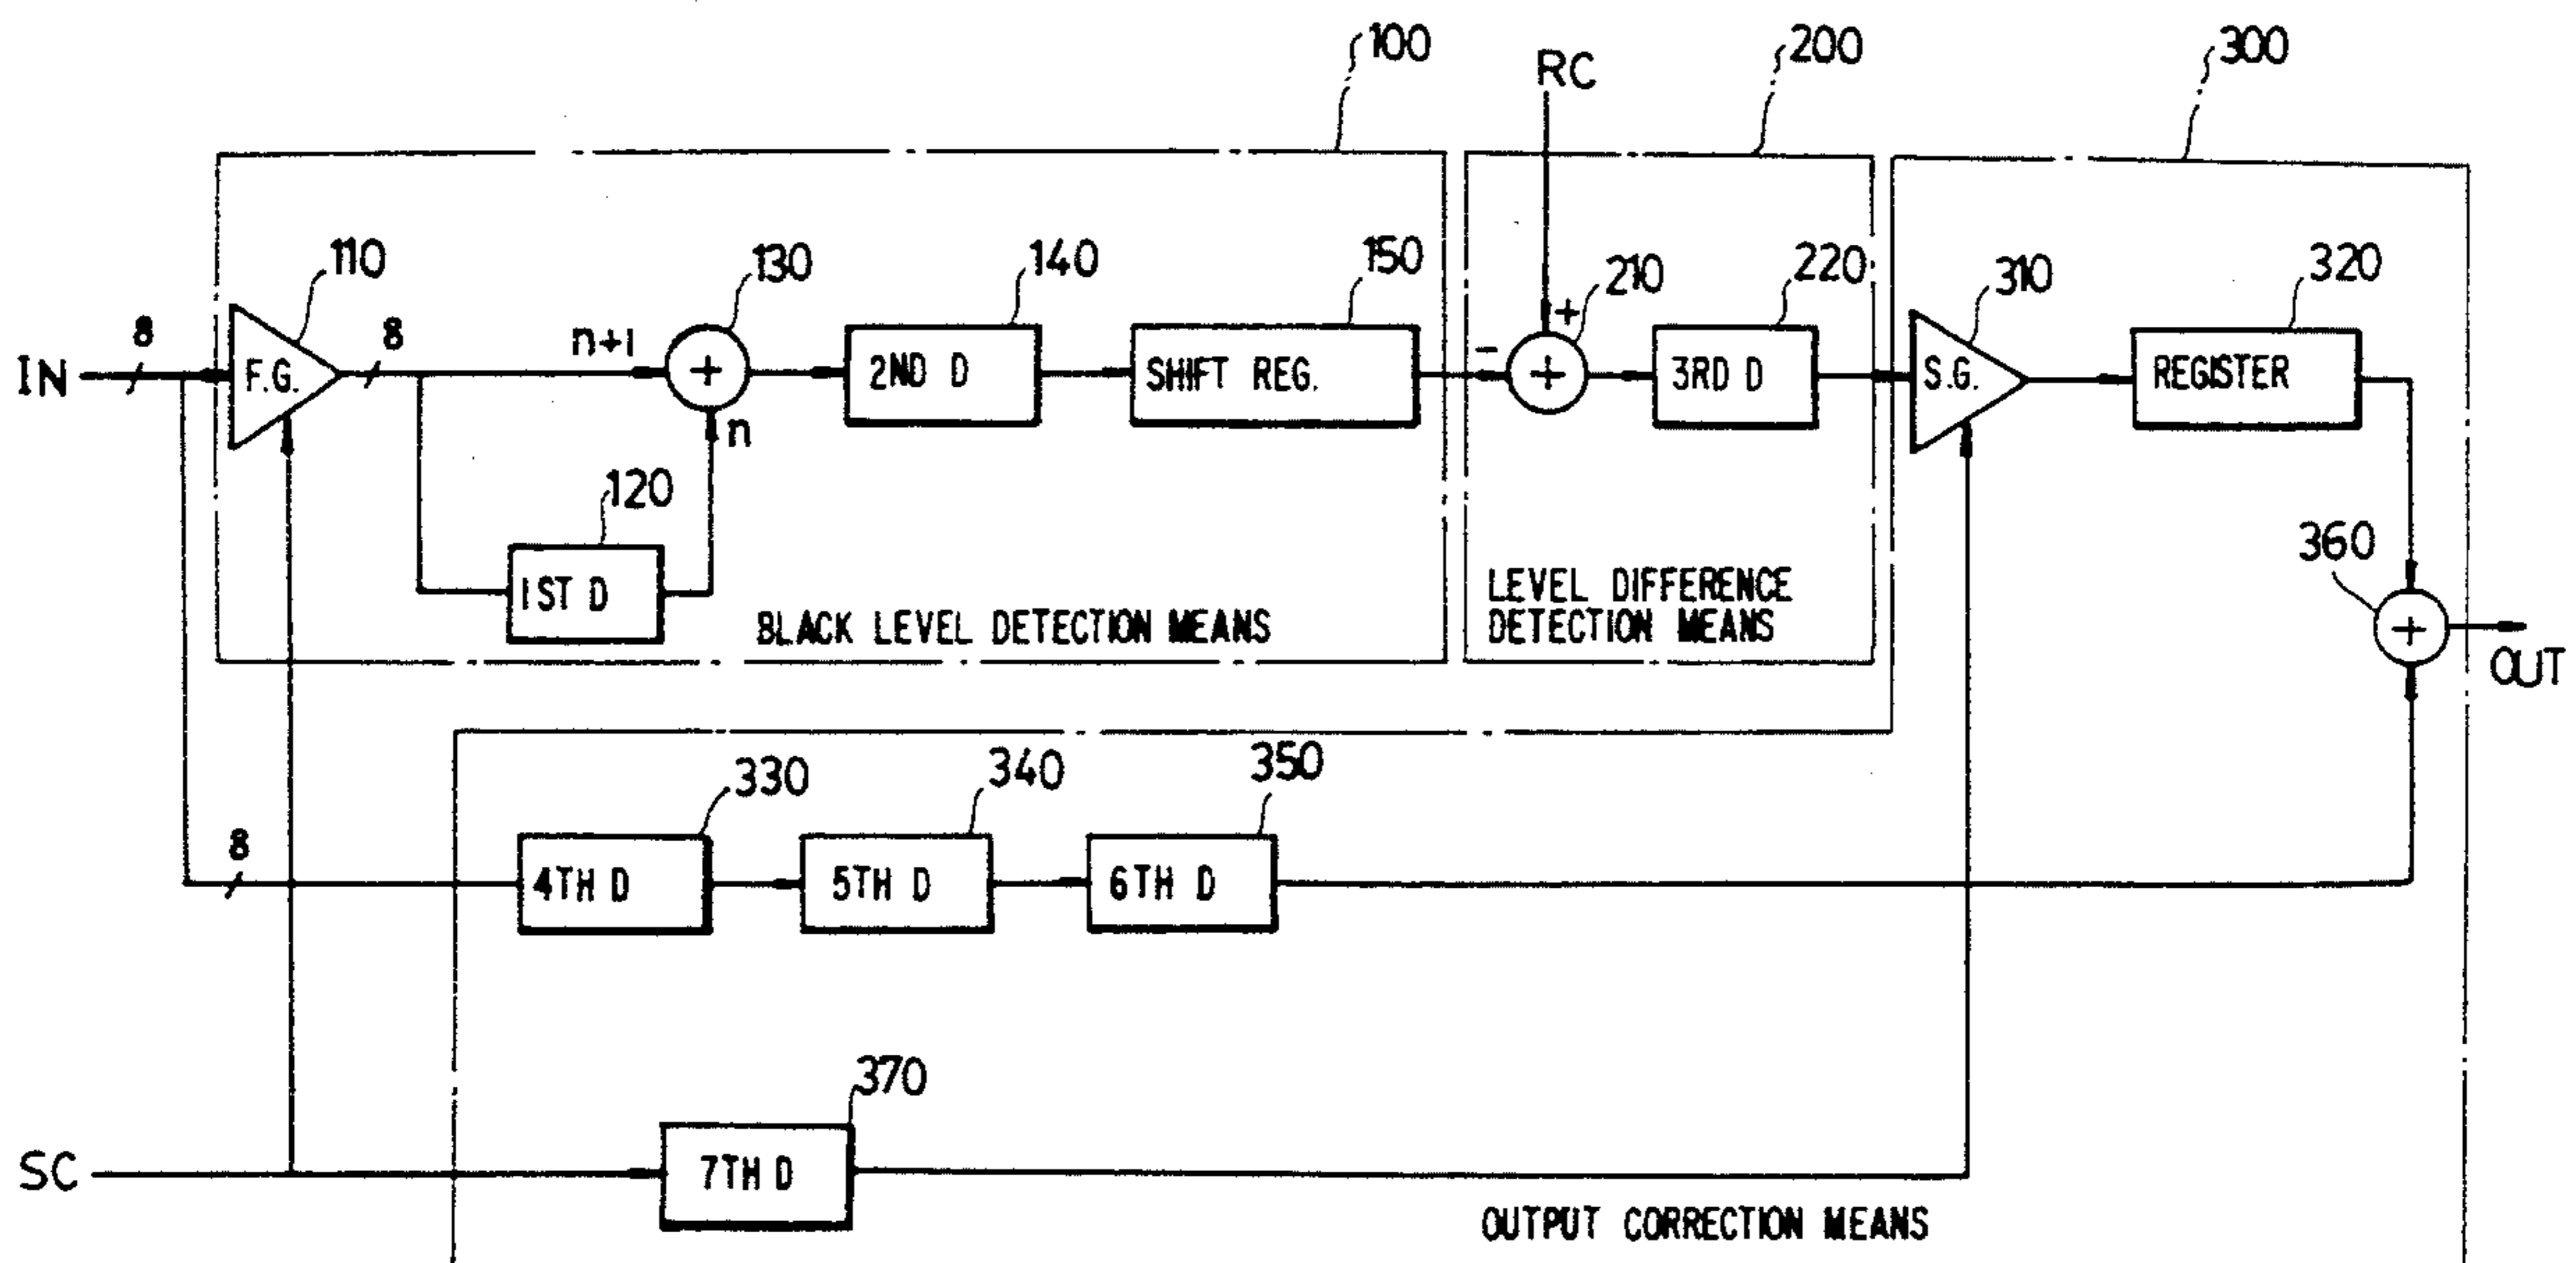 100
RC
200
300
110
130
140
150
210
220
310
320
IN
8
F.G.
8
n+1
+
n
2ND D
SHIFT REG.
-
+
+
3RD D
S.G.
REGISTER
120
1ST D
BLACK LEVEL DETECTION MEANS
LEVEL DIFFERENCE
DETECTION MEANS
360
+
OUT
330
340
350
8
4TH D
5TH D
6TH D
370
SC
7TH D
OUTPUT CORRECTION MEANS